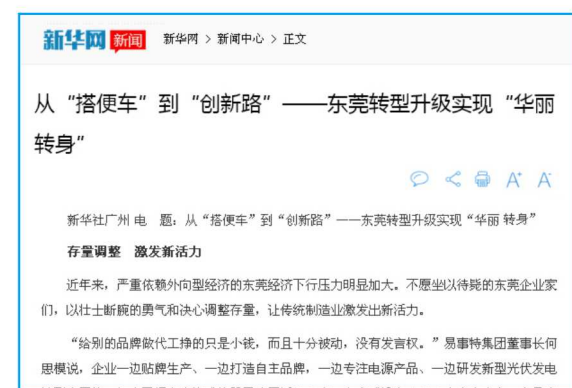 新华网 新闻 新华网 > 新闻中心 > 正文
从“搭便车”到“创新路”——东莞转型升级实现“华丽
转身”
A+ A-
新华社广州 电 题：从“搭便车”到“创新路”——东莞转型升级实现“华丽 转身”
存量调整 激发新活力
近年来，严重依赖外向型经济的东莞经济下行压力明显加大。不愿坐以待毙的东莞企业家
们，以壮士断腕的勇气和决心调整存量，让传统制造业激发出新活力。
“给别的品牌做代工挣的只是小钱，而且十分被动，没有发言权。”易事特集团董事长何
思模说，企业一边贴牌生产、一边打造自主品牌，一边专注电源产品、一边研发新型光伏发电